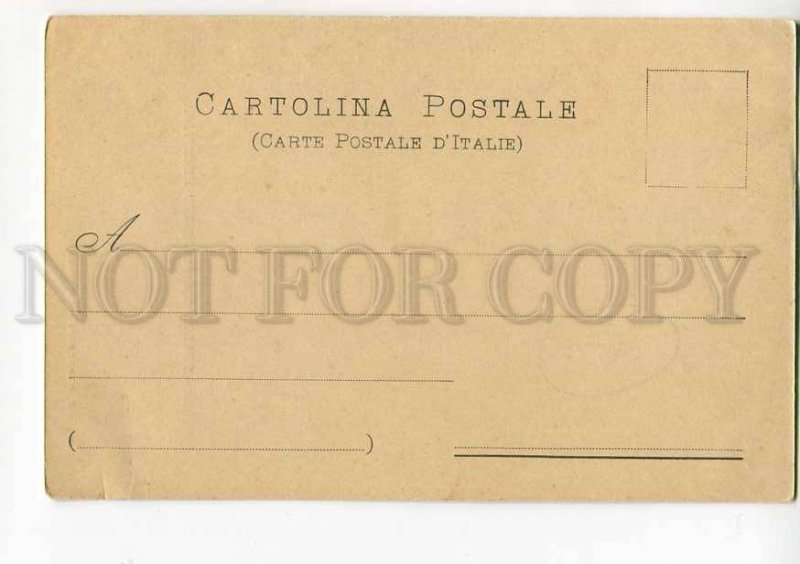 CARTOLINA POSTALE
(CARTE POSTALE D'ITALIE)
A
NOT FOR COPY
( )